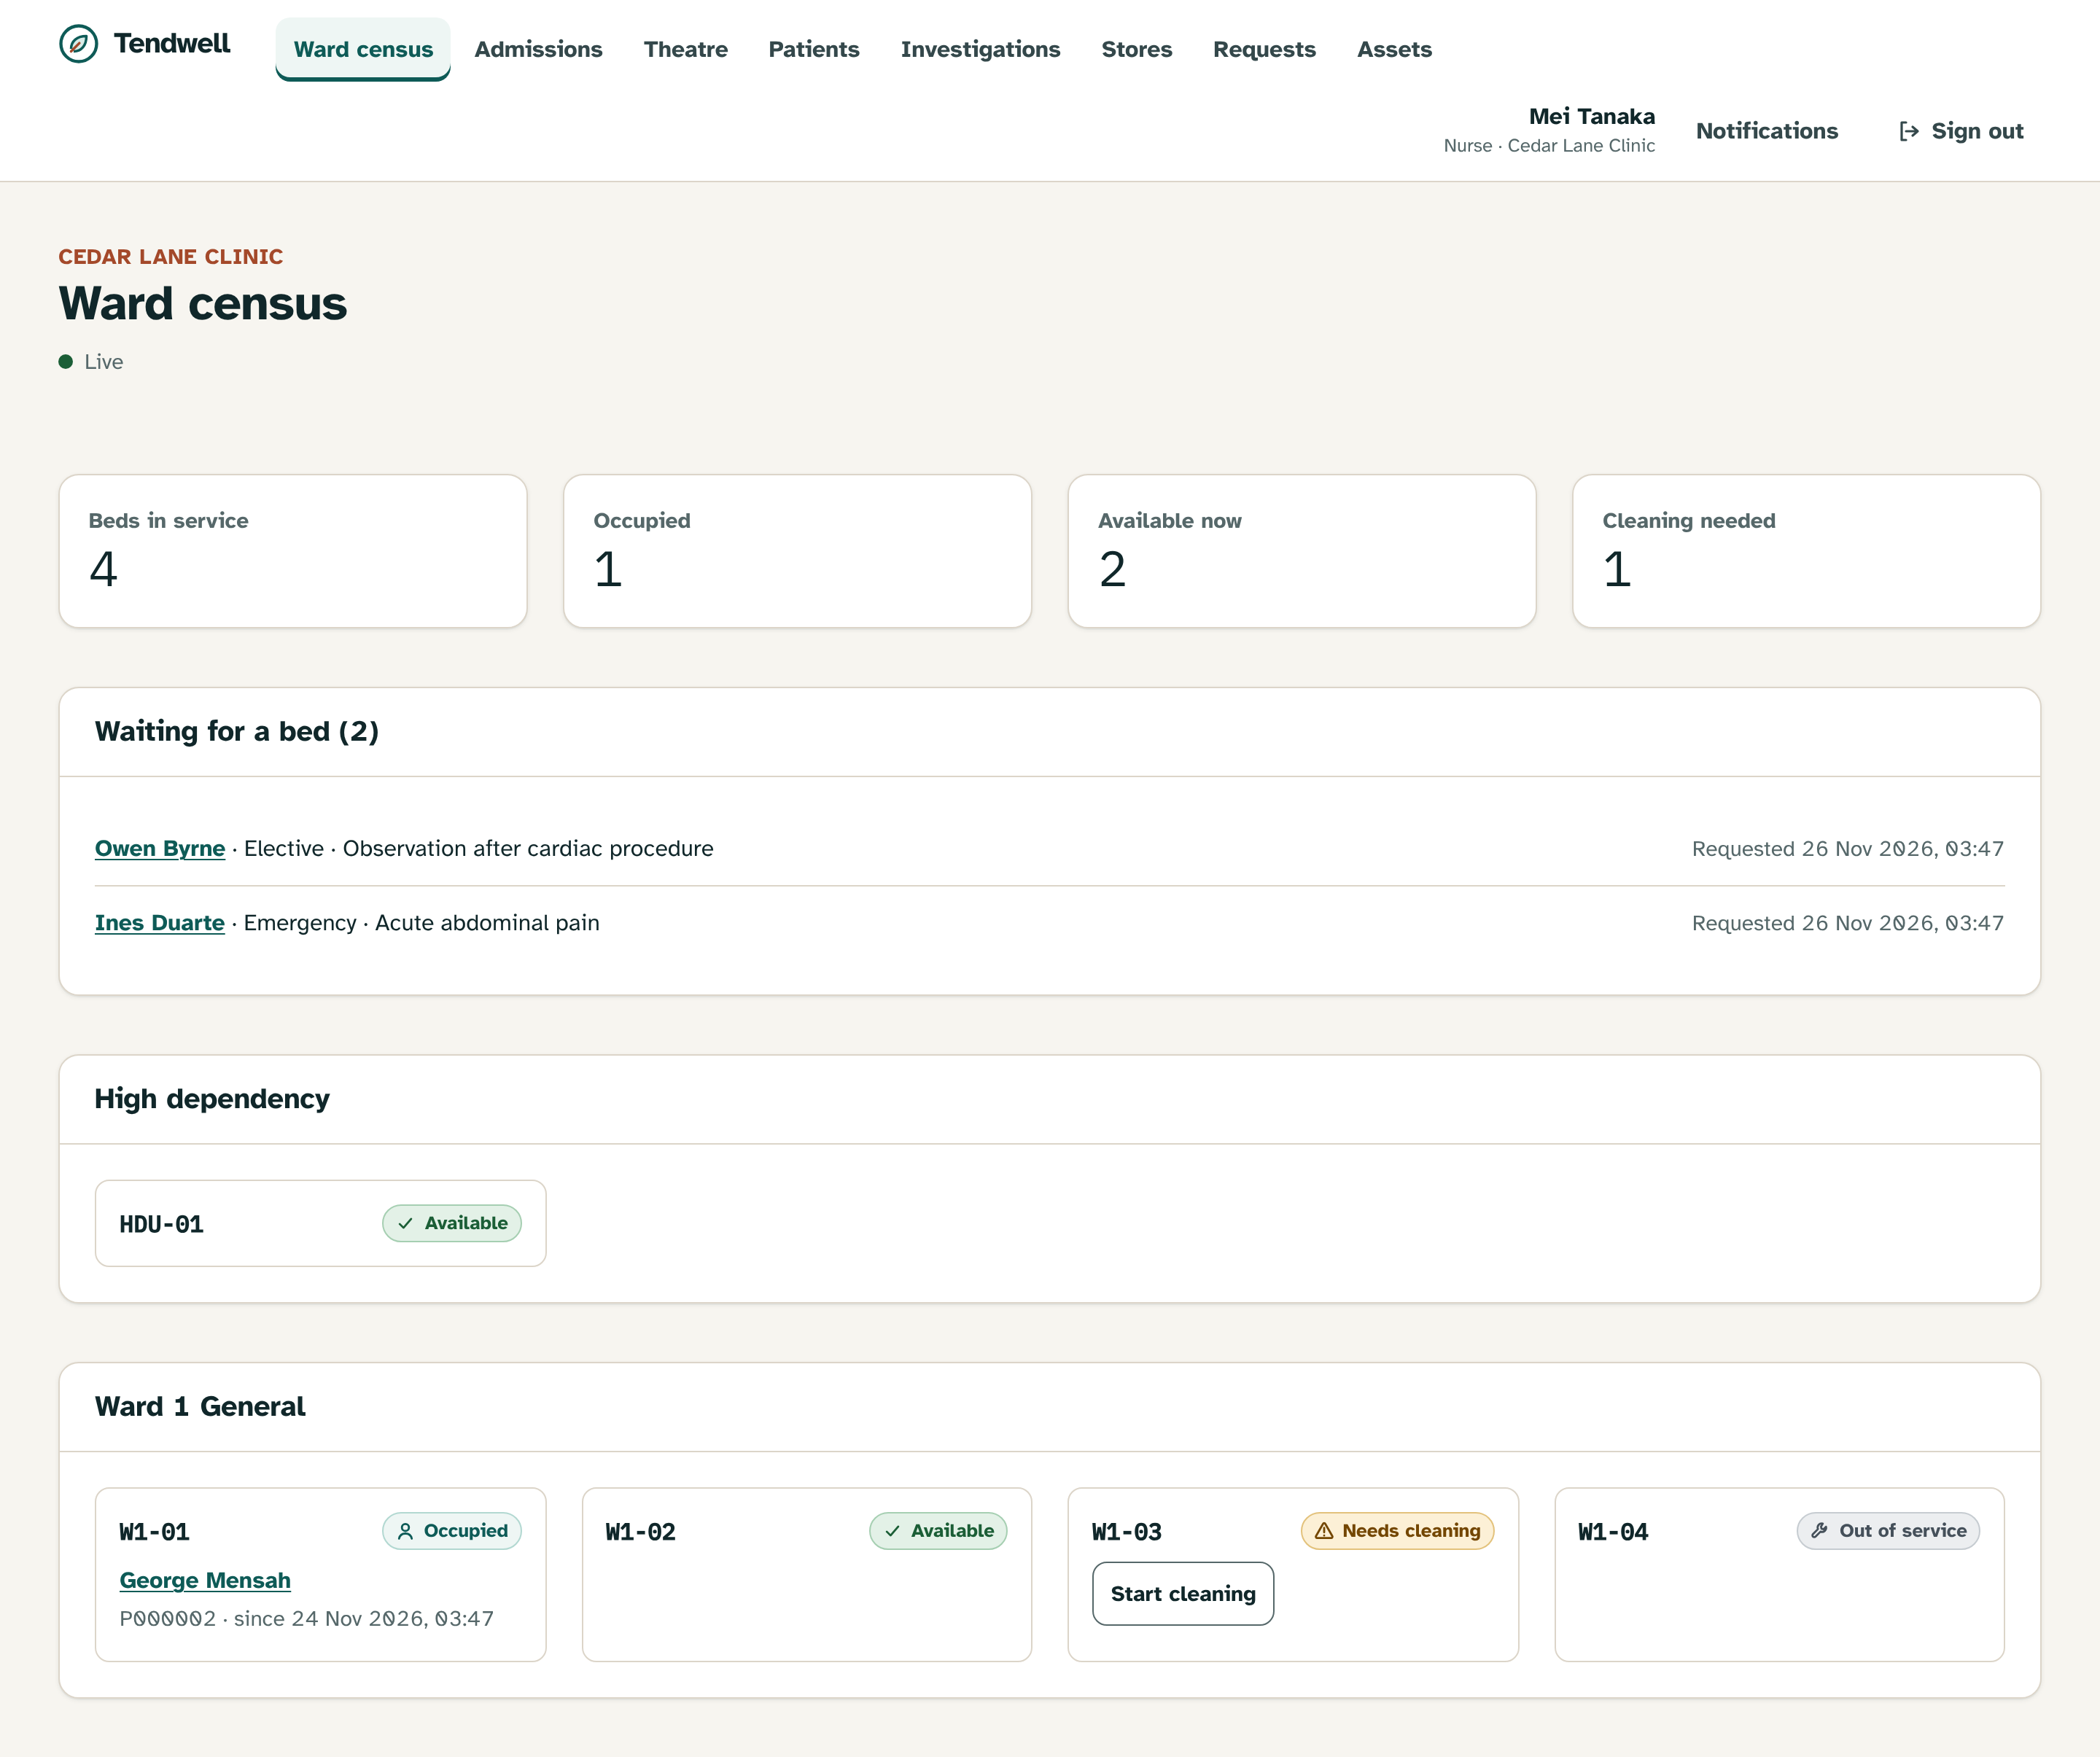 Tendwell
Ward census Admissions Theatre Patients Investigations Stores Requests Assets
Mei Tanaka
Nurse · Cedar Lane Clinic
Notifications
Sign out
CEDAR LANE CLINIC
Ward census
Live
Beds in service
4
Occupied
1
Available now
2
Cleaning needed
1
Waiting for a bed (2)
Owen Byrne · Elective · Observation after cardiac procedure Requested 26 Nov 2026, 03:47
Ines Duarte · Emergency · Acute abdominal pain Requested 26 Nov 2026, 03:47
High dependency
HDU-01 Available
Ward 1 General
W1-01 Occupied
George Mensah
P000002 · since 24 Nov 2026, 03:47
W1-02 Available
W1-03 Needs cleaning
Start cleaning
W1-04 Out of service